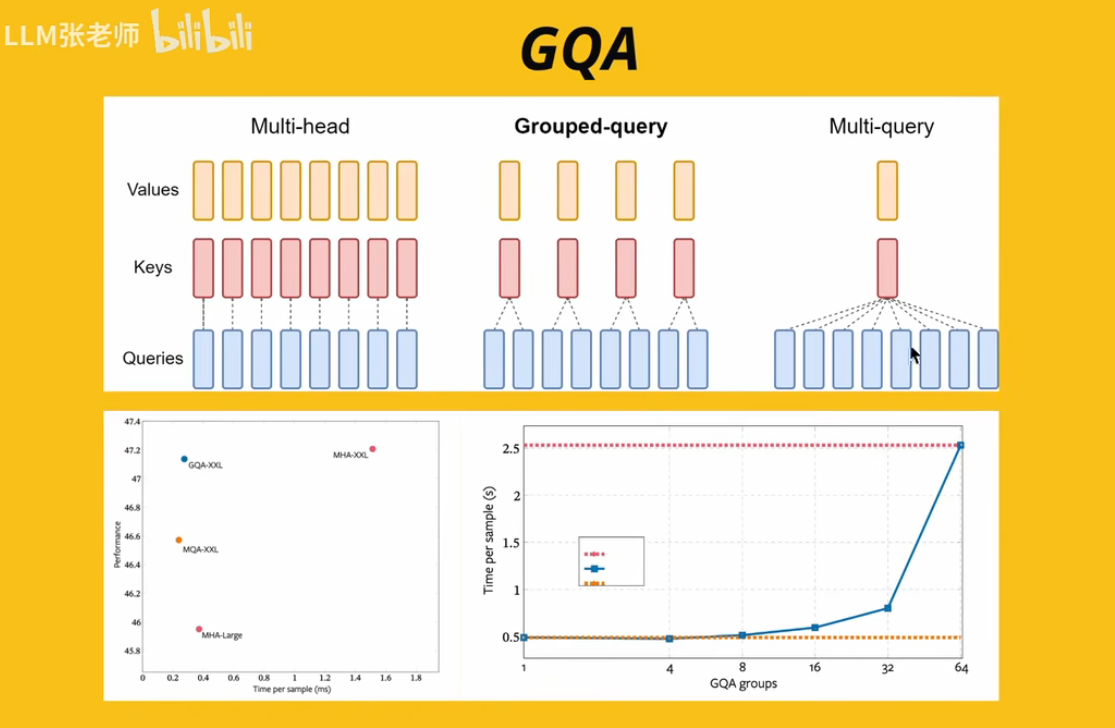 LLM张老师 bilibili
GQA
Multi-head
Grouped-query
Multi-query
Values
Keys
Queries
47.4
47.2
47
46.8
46.6
46.4
46.2
46
45.8
Performance
GQA-XXL
MHA-XXL
MQA-XXL
MHA-Large
0 0.2 0.4 0.6 0.8 1 1.2 1.4 1.6 1.8
Time per sample (ms)
2.5
2
1.5
1
0.5
Time per sample (s)
1 4 8 16 32 64
GQA groups